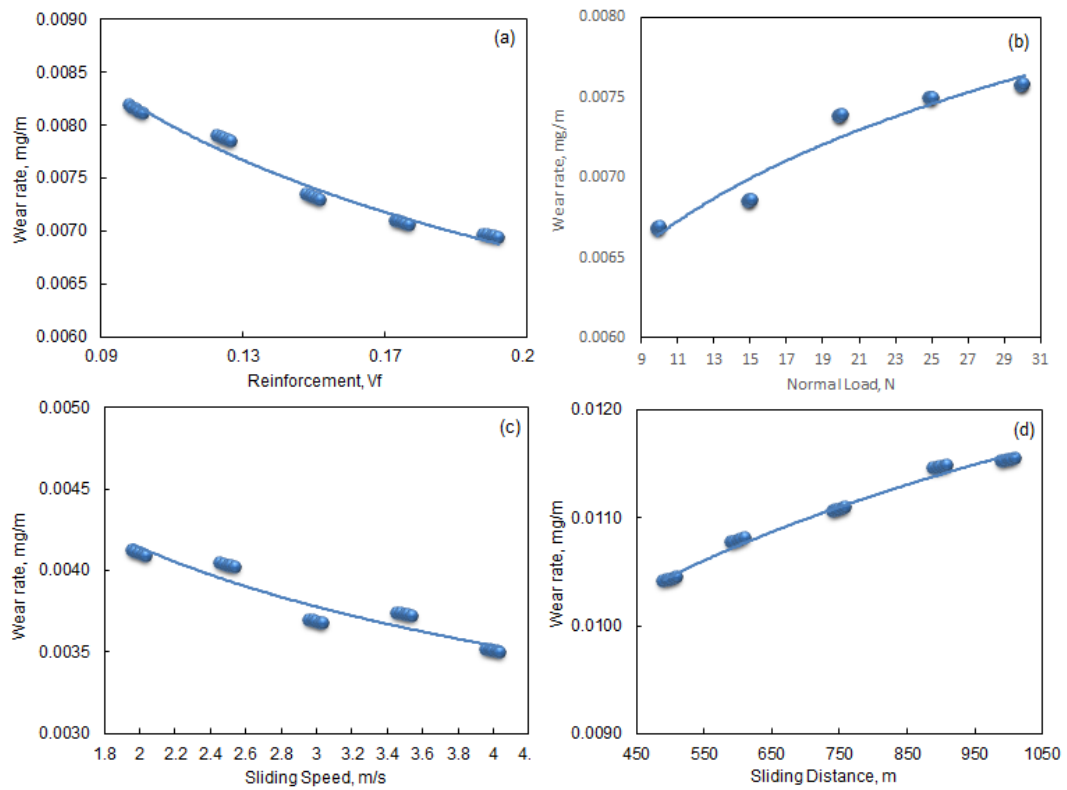 (a)
Wear rate, mg/m
0.0090
0.0085
0.0080
0.0075
0.0070
0.0065
0.0060
0.09 0.13 0.17 0.2
Reinforcement, Vf
(b)
Wear rate, mg/m
0.0080
0.0075
0.0070
0.0065
0.0060
9 11 13 15 17 19 21 23 25 27 29 31
Normal Load, N
(c)
Wear rate, mg/m
0.0050
0.0045
0.0040
0.0035
0.0030
1.8 2 2.2 2.4 2.6 2.8 3 3.2 3.4 3.6 3.8 4 4.
Sliding Speed, m/s
(d)
Wear rate, mg/m
0.0120
0.0110
0.0100
0.0090
450 550 650 750 850 950 1050
Sliding Distance, m